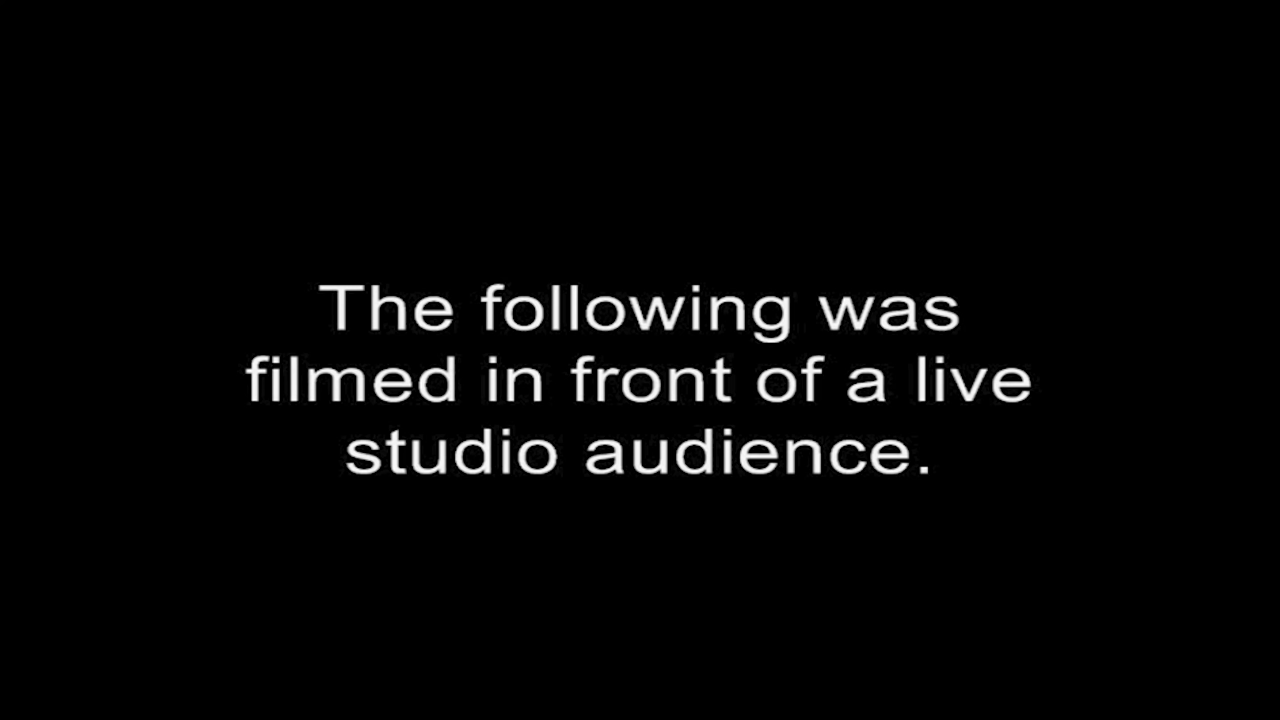 The following was
filmed in front of a live
studio audience.